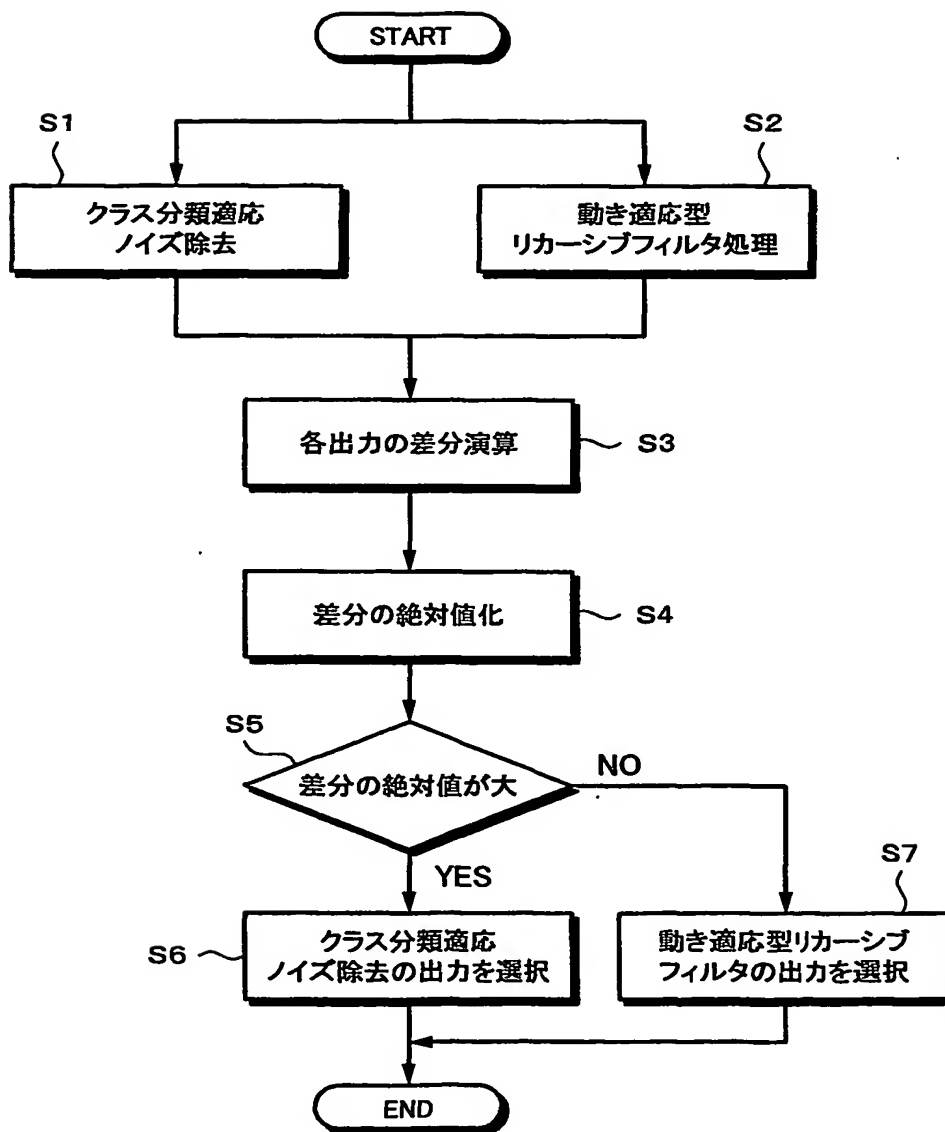 START
S1
S2
クラス分類適応
ノイズ除去
動き適応型
リカーシブフィルタ処理
各出力の差分演算
S3
差分の絶対値化
S4
S5
差分の絶対値が大
NO
YES
S7
S6
クラス分類適応
ノイズ除去の出力を選択
動き適応型リカーシブ
フィルタの出力を選択
END